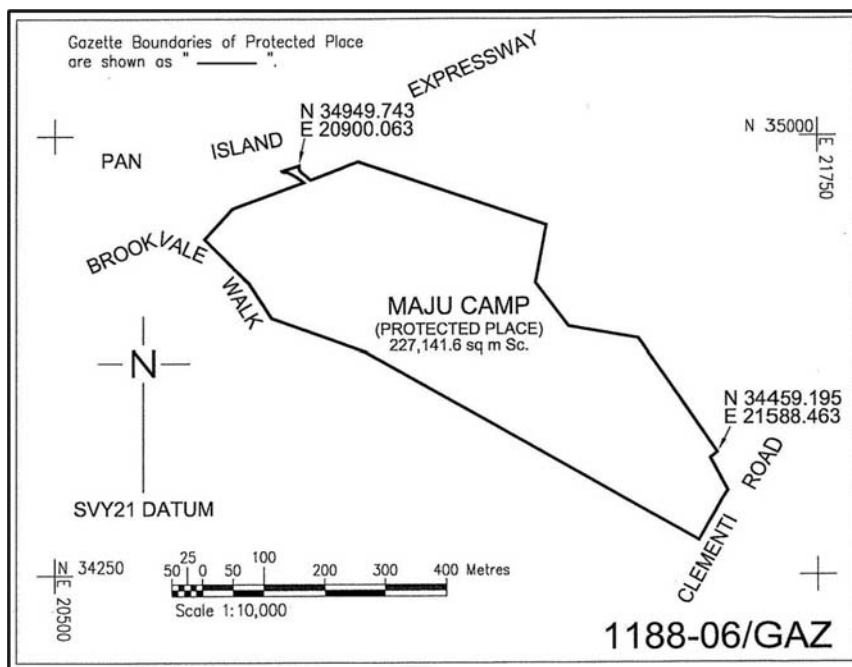 Gazette Boundaries of Protected Place
are shown as " ——— ".
EXPRESSWAY
N 34949.743
E 20900.063
ISLAND
PAN
N 35000
E 21750
BROOKVALE
WALK
MAJU CAMP
(PROTECTED PLACE)
227,141.6 sq m Sc.
N
N 34459.195
E 21588.463
ROAD
CLEMENTI
SVY21 DATUM
N 34250
E 20500
50 25 0 50 100 200 300 400 Metres
Scale 1:10,000
1188-06/GAZ